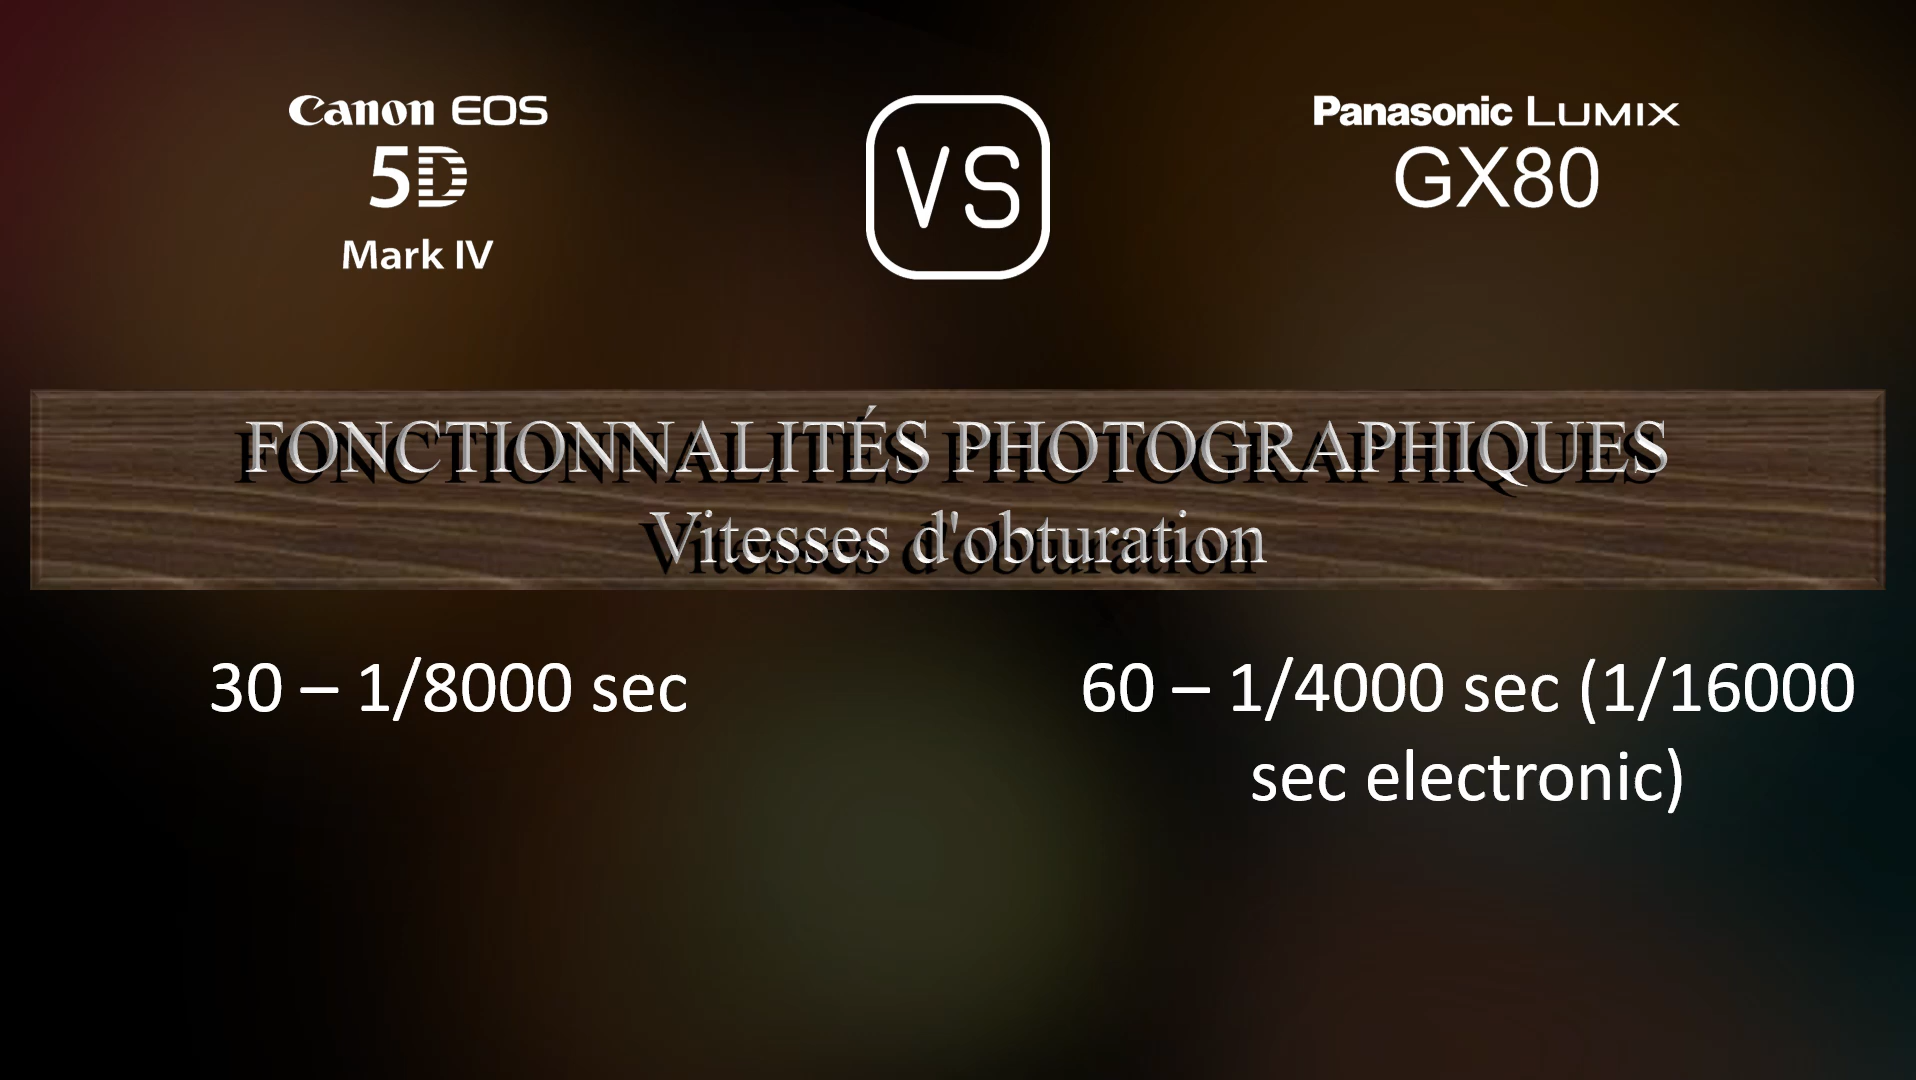 Canon EOS
5D
Mark IV
VS
Panasonic LUMIX
GX80
FONCTIONNALITÉS PHOTOGRAPHIQUES
Vitesses d'obturation
30 – 1/8000 sec
60 – 1/4000 sec (1/16000
sec electronic)